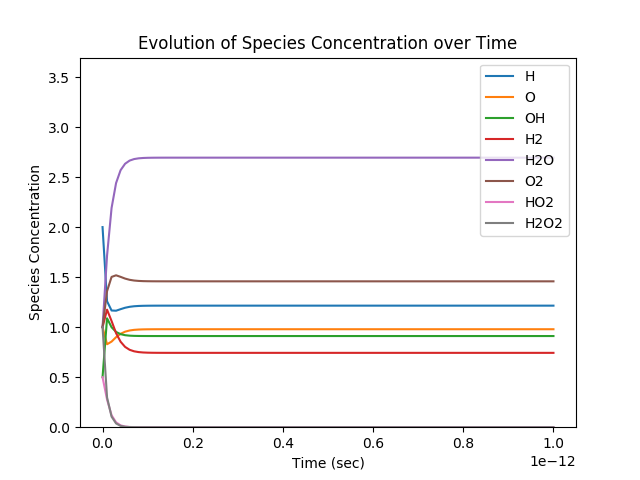 Evolution of Species Concentration over Time
Species Concentration
3.5
3.0
2.5
2.0
1.5
1.0
0.5
0.0
0.0 0.2 0.4 0.6 0.8 1.0
1e−12
Time (sec)
H
O
OH
H2
H2O
O2
HO2
H2O2